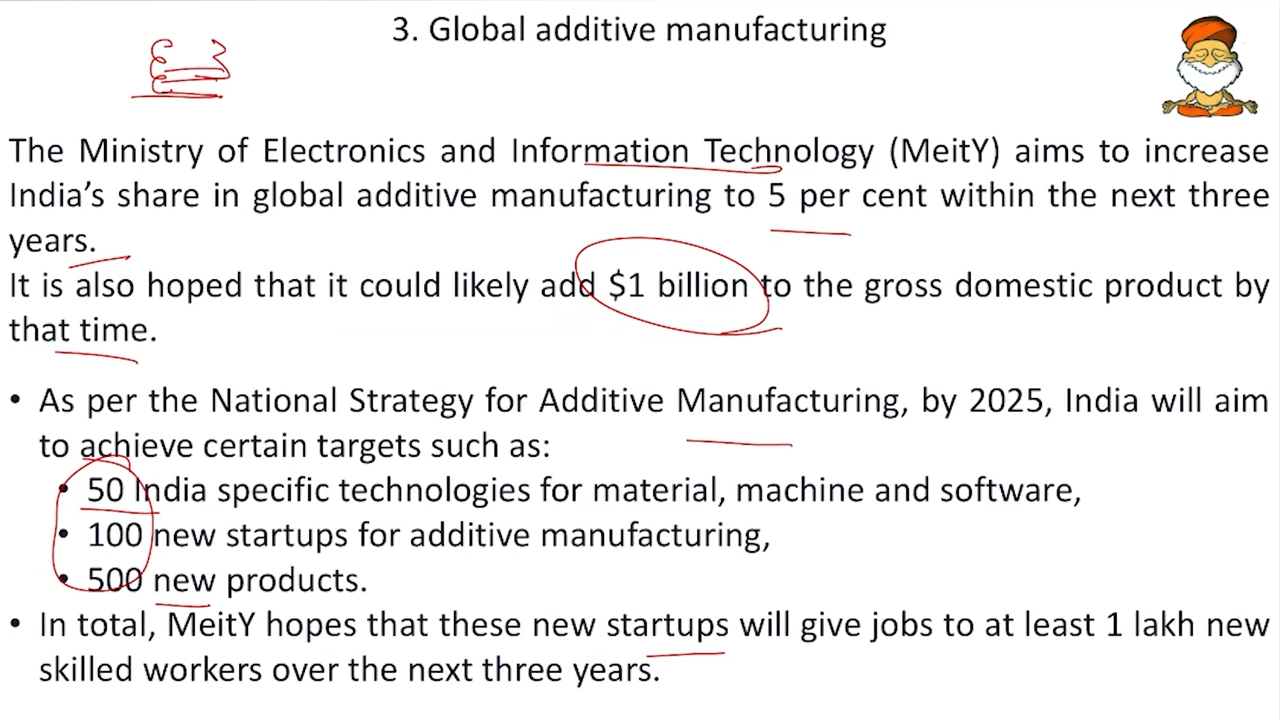 3. Global additive manufacturing
The Ministry of Electronics and Information Technology (MeitY) aims to increase
India’s share in global additive manufacturing to 5 per cent within the next three
years.
It is also hoped that it could likely add $1 billion to the gross domestic product by
that time.
• As per the National Strategy for Additive Manufacturing, by 2025, India will aim
to achieve certain targets such as:
• 50 India specific technologies for material, machine and software,
• 100 new startups for additive manufacturing,
• 500 new products.
• In total, MeitY hopes that these new startups will give jobs to at least 1 lakh new
skilled workers over the next three years.